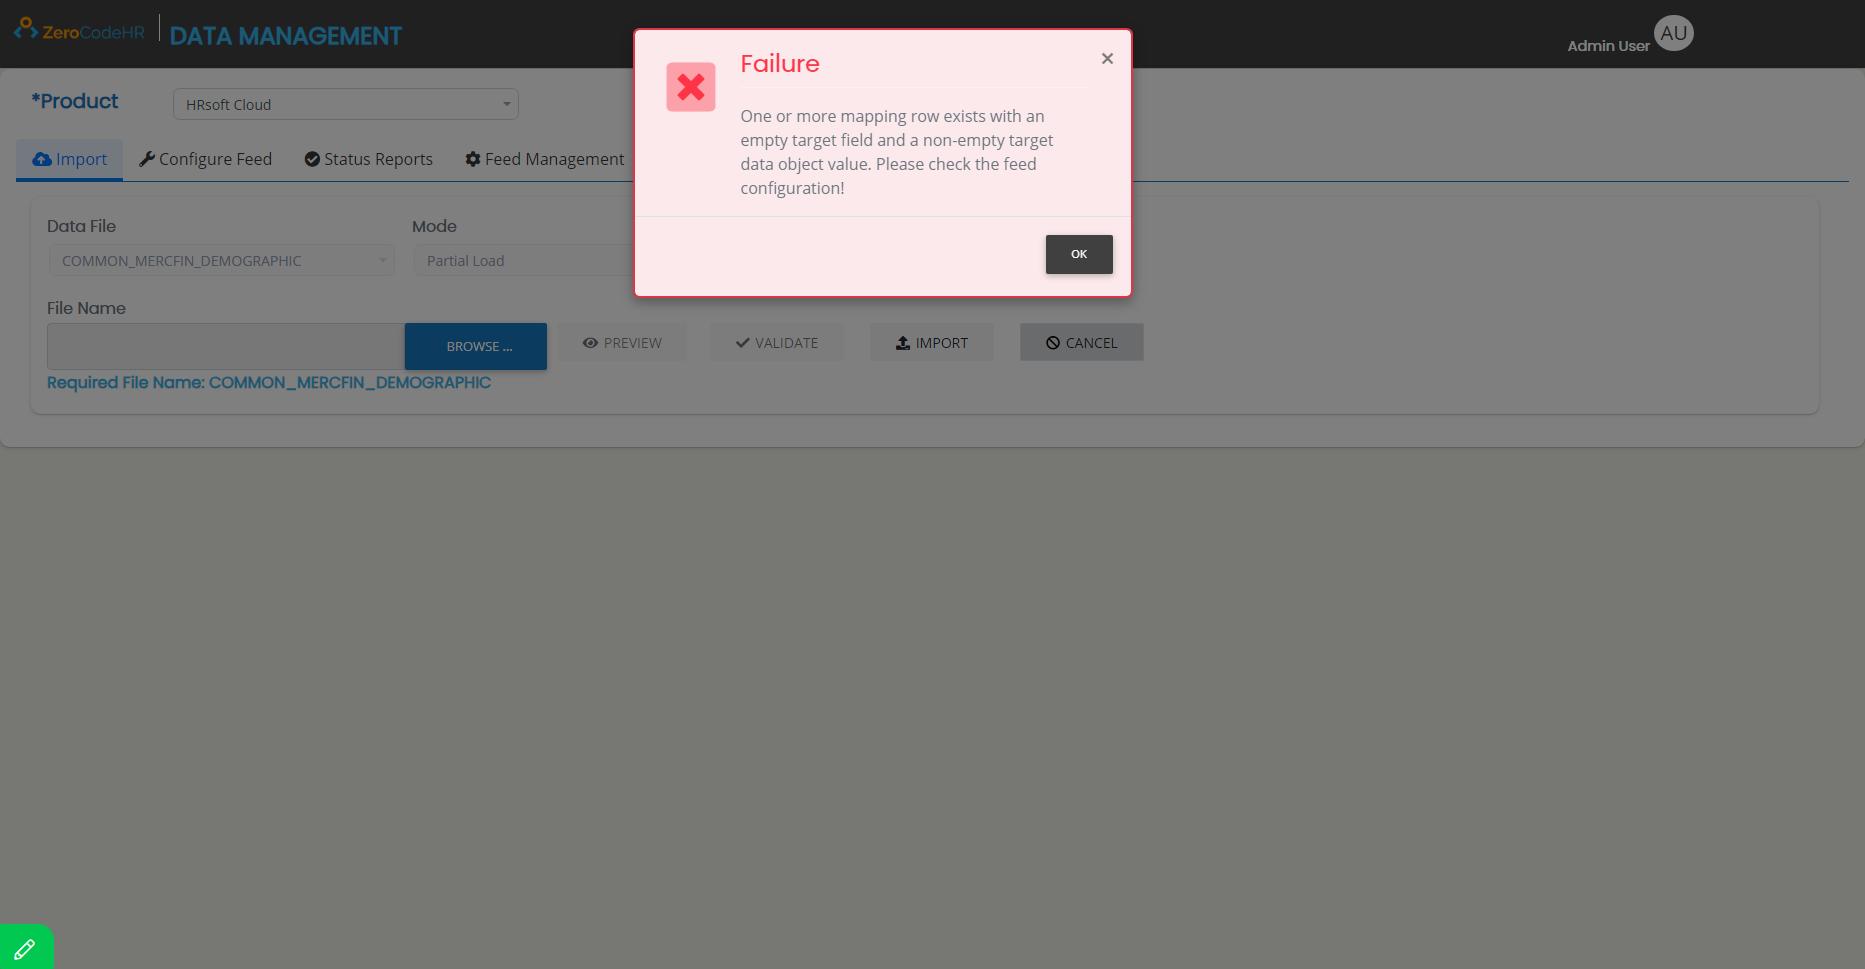 ZeroCodeHR
DATA MANAGEMENT
Admin User
AU
*Product
HRsoft Cloud
Import
Configure Feed
Status Reports
Feed Management
Failure
×
One or more mapping row exists with an
empty target field and a non-empty target
data object value. Please check the feed
configuration!
OK
Data File
Mode
COMMON_MERCFIN_DEMOGRAPHIC
Partial Load
File Name
BROWSE ...
PREVIEW
VALIDATE
IMPORT
CANCEL
Required File Name: COMMON_MERCFIN_DEMOGRAPHIC